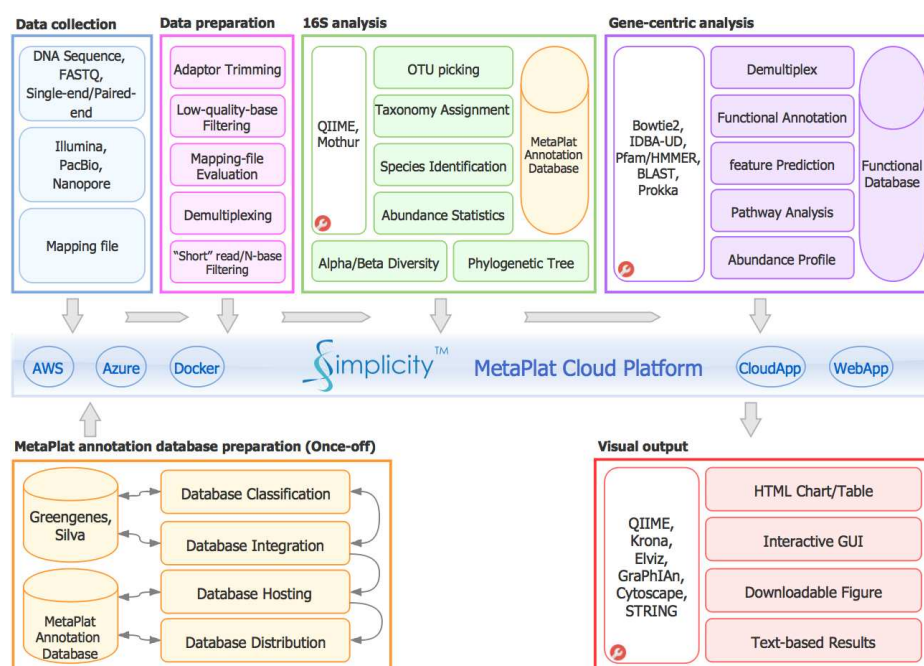 Data collection
DNA Sequence,
FASTQ,
Single-end/Paired-
end
Illumina,
PacBio,
Nanopore
Mapping file
Data preparation
Adaptor Trimming
Low-quality-base
Filtering
Mapping-file
Evaluation
Demultiplexing
“Short” read/N-base
Filtering
16S analysis
QIIME,
Mothur
OTU picking
Taxonomy Assignment
Species Identification
Abundance Statistics
MetaPlat
Annotation
Database
Alpha/Beta Diversity
Phylogenetic Tree
Gene-centric analysis
Bowtie2,
IDBA-UD,
Pfam/HMMER,
BLAST,
Prokka
Demultiplex
Functional Annotation
feature Prediction
Pathway Analysis
Abundance Profile
Functional
Database
AWS
Azure
Docker
Simplicity™
MetaPlat Cloud Platform
CloudApp
WebApp
MetaPlat annotation database preparation (Once-off)
Greengenes,
Silva
MetaPlat
Annotation
Database
Database Classification
Database Integration
Database Hosting
Database Distribution
Visual output
QIIME,
Krona,
Elviz,
GraPhIAn,
Cytoscape,
STRING
HTML Chart/Table
Interactive GUI
Downloadable Figure
Text-based Results